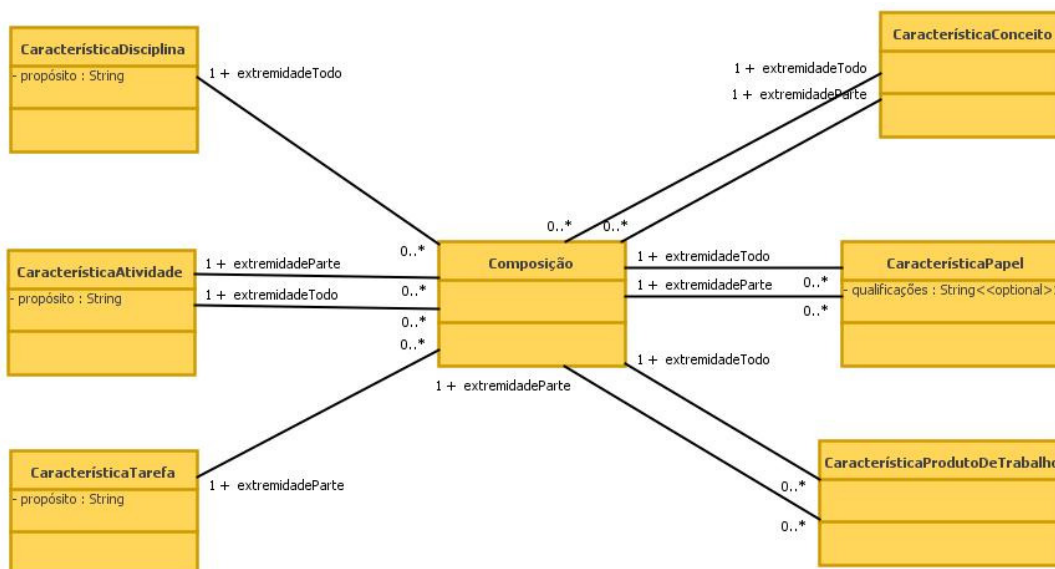 CaracterísticaDisciplina
- propósito : String
1 + extremidadeTodo
0..*
CaracterísticaConceito
1 + extremidadeTodo
1 + extremidadeParte
0..*
0..*
CaracterísticaAtividade
- propósito : String
1 + extremidadeParte
0..*
1 + extremidadeTodo
0..*
Composição
CaracterísticaPapel
- qualificações : String<<optional>>
1 + extremidadeTodo
0..*
1 + extremidadeParte
0..*
CaracterísticaTarefa
- propósito : String
1 + extremidadeParte
0..*
CaracterísticaProdutoDeTrabalho
1 + extremidadeTodo
0..*
1 + extremidadeParte
0..*